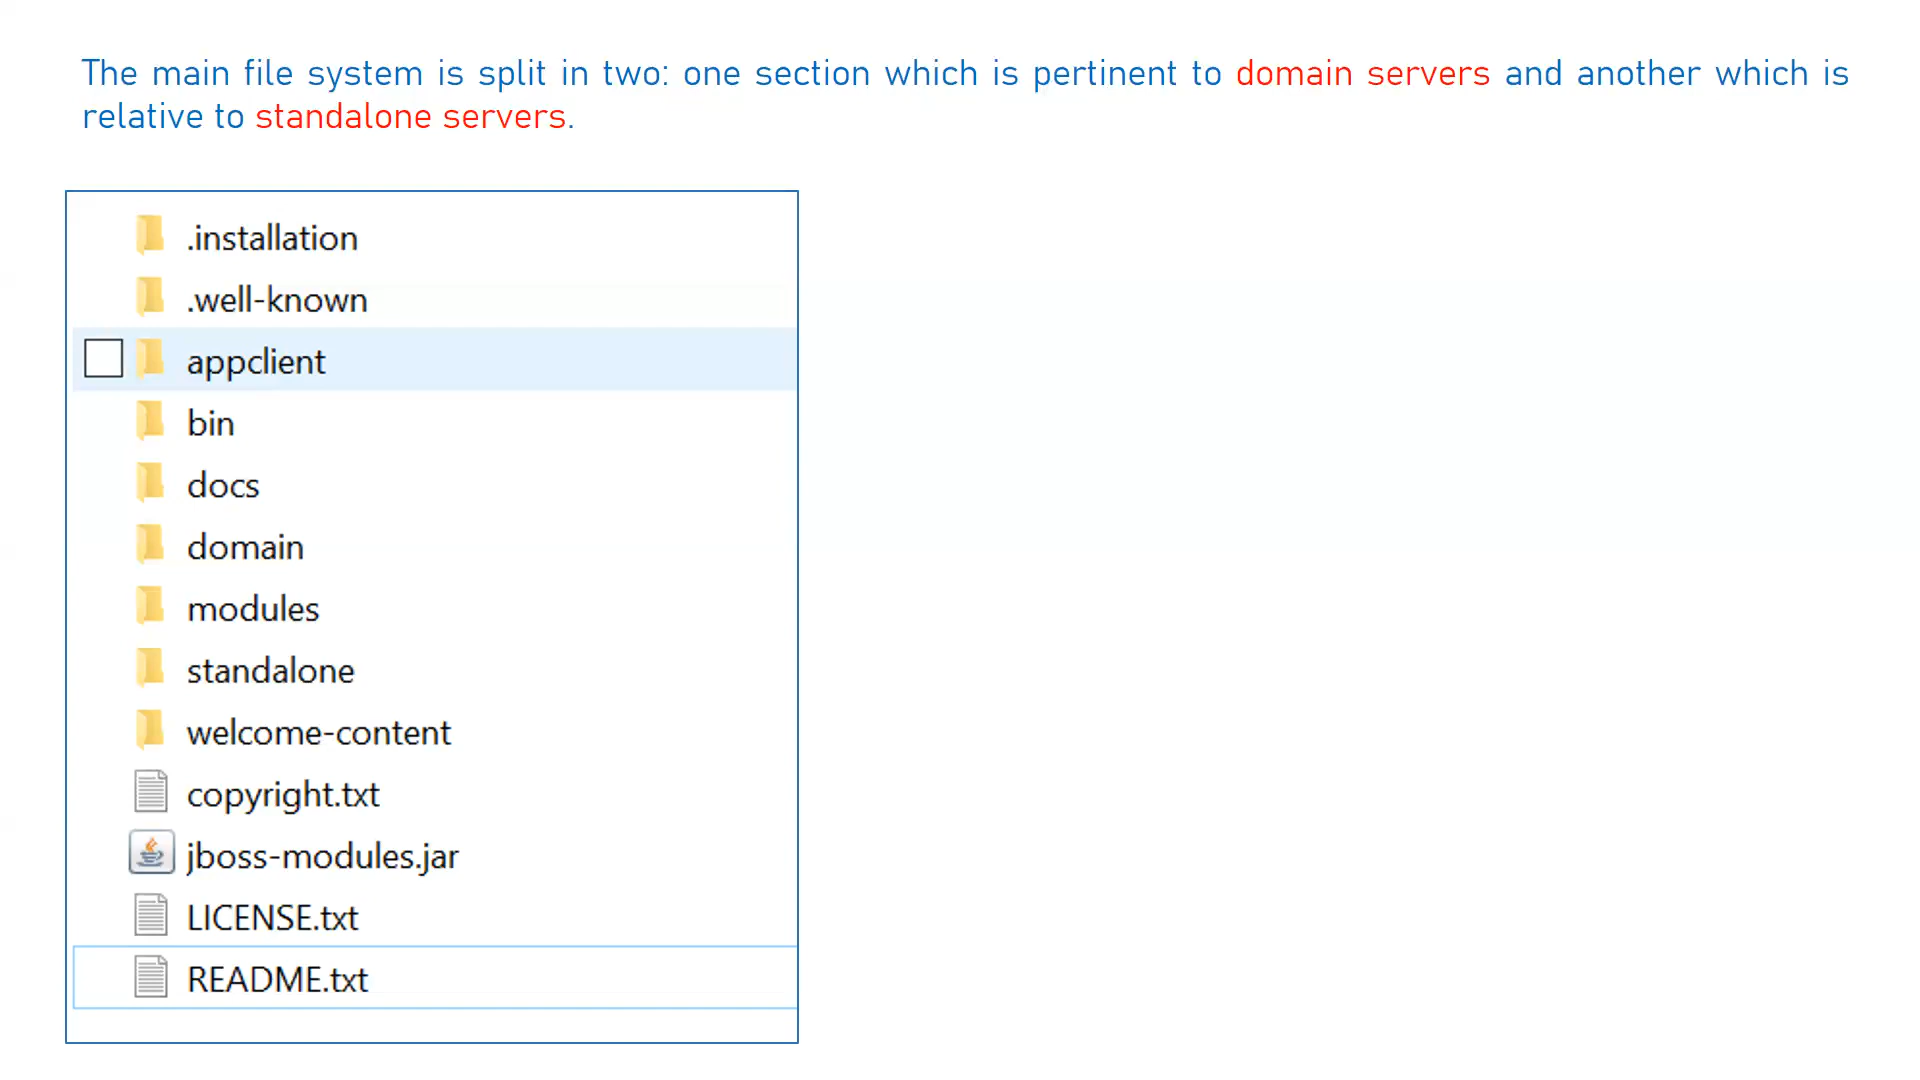 The main file system is split in two: one section which is pertinent to domain servers and another which is
relative to standalone servers.
.installation
.well-known
appclient
bin
docs
domain
modules
standalone
welcome-content
copyright.txt
jboss-modules.jar
LICENSE.txt
README.txt